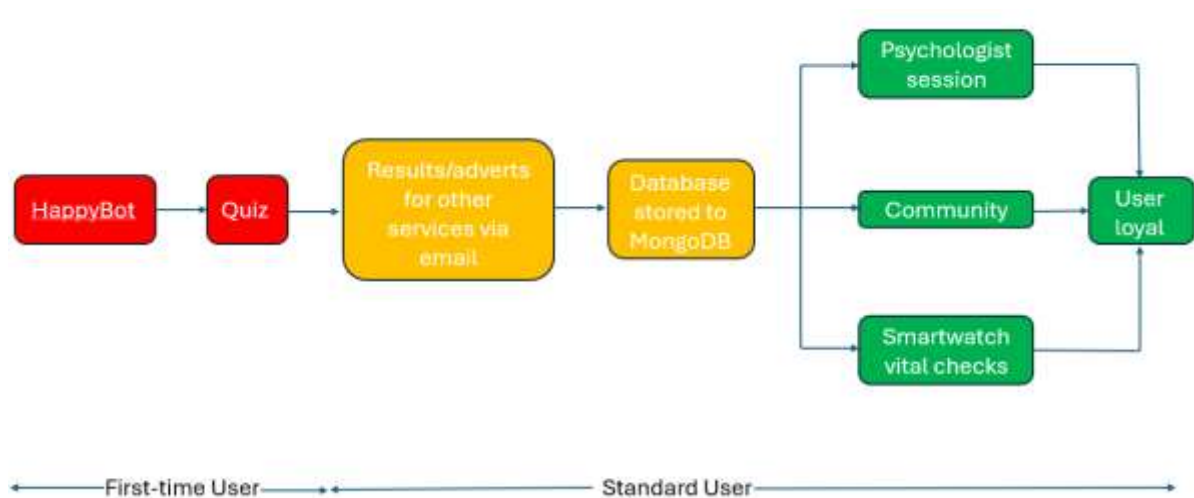 HappyBot
Quiz
Results/adverts
for other
services via
email
Database
stored to
MongoDB
Psychologist
session
Community
Smartwatch
vital checks
User
loyal
First-time User
Standard User